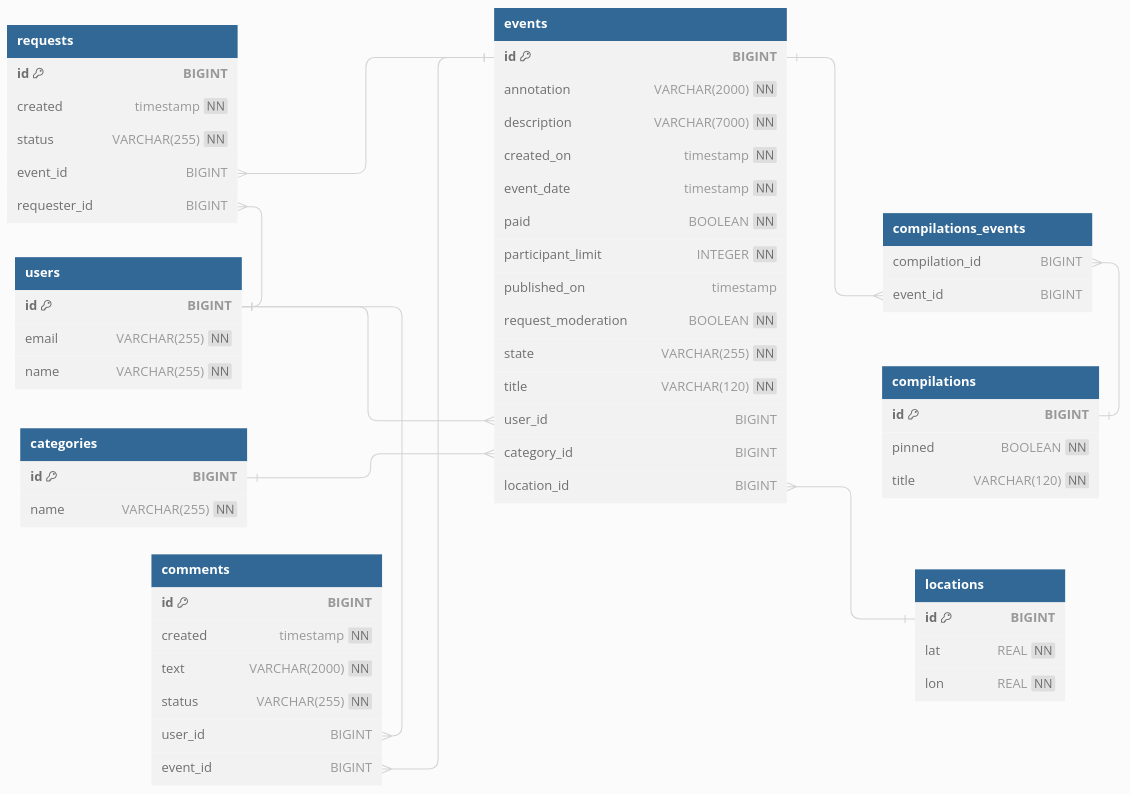 requests
id BIGINT
created timestamp NN
status VARCHAR(255) NN
event_id BIGINT
requester_id BIGINT
users
id BIGINT
email VARCHAR(255) NN
name VARCHAR(255) NN
categories
id BIGINT
name VARCHAR(255) NN
comments
id BIGINT
created timestamp NN
text VARCHAR(2000) NN
status VARCHAR(255) NN
user_id BIGINT
event_id BIGINT
events
id BIGINT
annotation VARCHAR(2000) NN
description VARCHAR(7000) NN
created_on timestamp NN
event_date timestamp NN
paid BOOLEAN NN
participant_limit INTEGER NN
published_on timestamp
request_moderation BOOLEAN NN
state VARCHAR(255) NN
title VARCHAR(120) NN
user_id BIGINT
category_id BIGINT
location_id BIGINT
compilations_events
compilation_id BIGINT
event_id BIGINT
compilations
id BIGINT
pinned BOOLEAN NN
title VARCHAR(120) NN
locations
id BIGINT
lat REAL NN
lon REAL NN